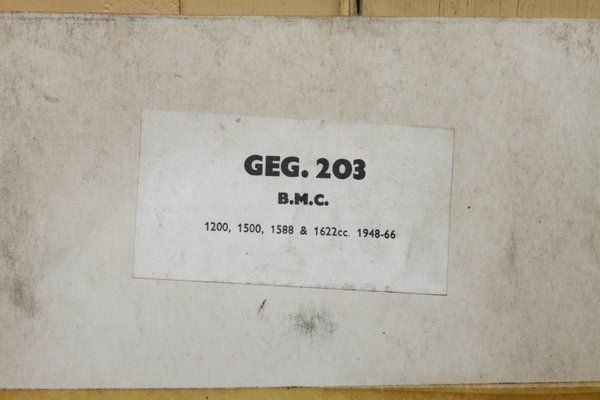 GEG. 203
B.M.C.
1200, 1500, 1588 & 1622cc. 1948-66